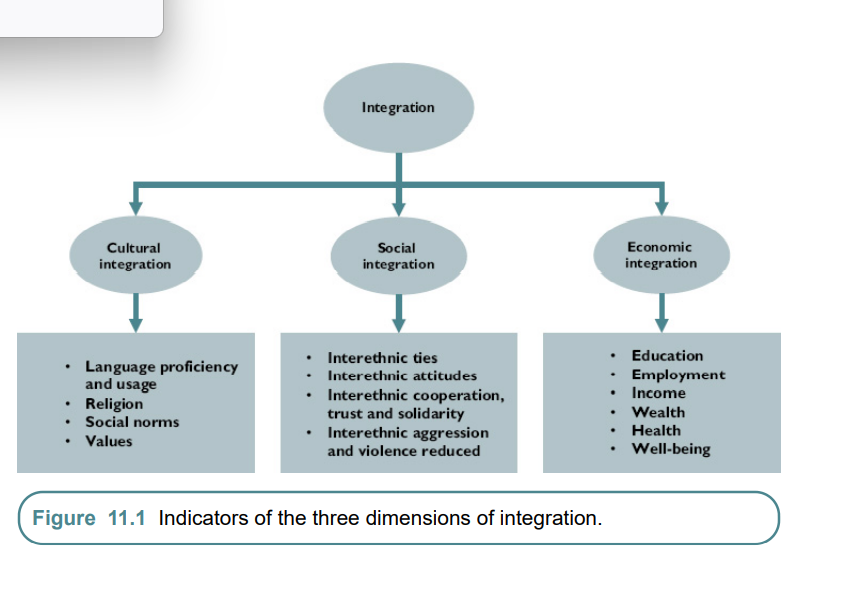 Integration
Cultural
integration
Social
integration
Economic
integration
• Language proficiency
and usage
• Religion
• Social norms
• Values
• Interethnic ties
• Interethnic attitudes
• Interethnic cooperation,
trust and solidarity
• Interethnic aggression
and violence reduced
• Education
• Employment
• Income
• Wealth
• Health
• Well-being
Figure 11.1 Indicators of the three dimensions of integration.